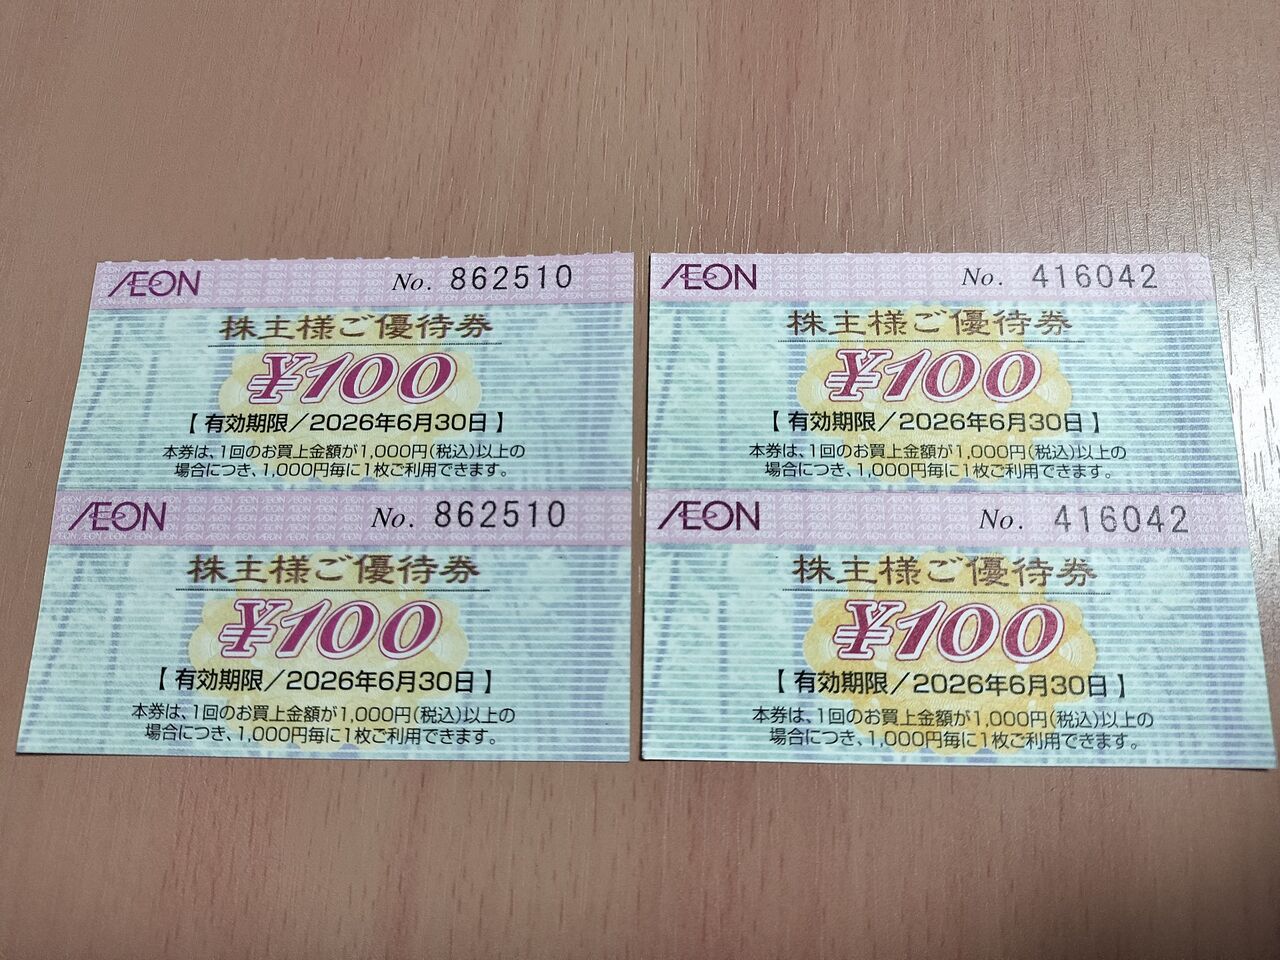 ÆON No. 862510
株主様ご優待券
¥100
【 有効期限／2026年6月30日 】
本券は、1回のお買上金額が1,000円(税込)以上の
場合につき、1,000円毎に1枚ご利用できます。
ÆON No. 862510
株主様ご優待券
¥100
【 有効期限／2026年6月30日 】
本券は、1回のお買上金額が1,000円(税込)以上の
場合につき、1,000円毎に1枚ご利用できます。
ÆON No. 416042
株主様ご優待券
¥100
【 有効期限／2026年6月30日 】
本券は、1回のお買上金額が1,000円(税込)以上の
場合につき、1,000円毎に1枚ご利用できます。
ÆON No. 416042
株主様ご優待券
¥100
【 有効期限／2026年6月30日 】
本券は、1回のお買上金額が1,000円(税込)以上の
場合につき、1,000円毎に1枚ご利用できます。